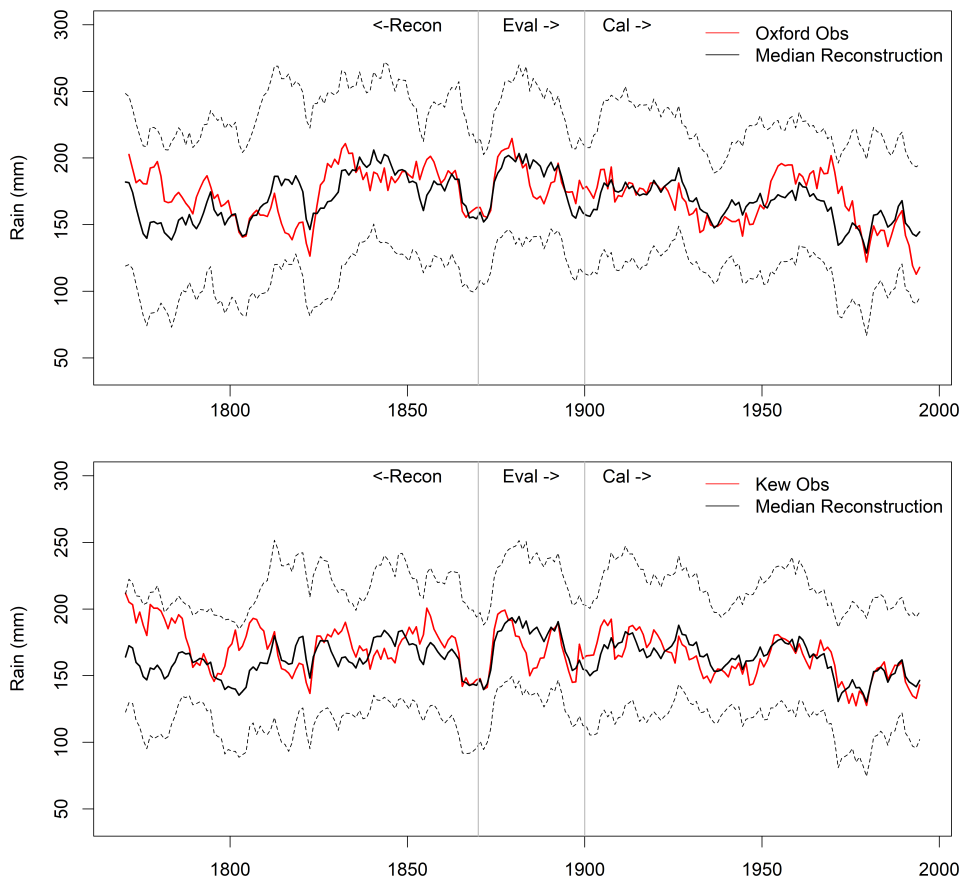 300
<-Recon Eval -> Cal ->
Oxford Obs
Median Reconstruction
250
200
150
100
50
Rain (mm)
1800 1850 1900 1950 2000
300
<-Recon Eval -> Cal ->
Kew Obs
Median Reconstruction
250
200
150
100
50
Rain (mm)
1800 1850 1900 1950 2000